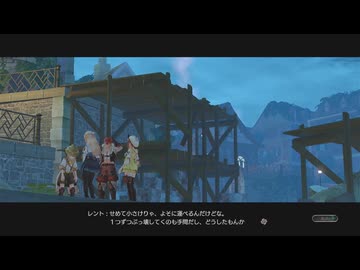 レント：せめて小さけりゃ、よそに運べるんだけどな。
１つずつぶっ壊してくのも手間だし、どうしたもんか